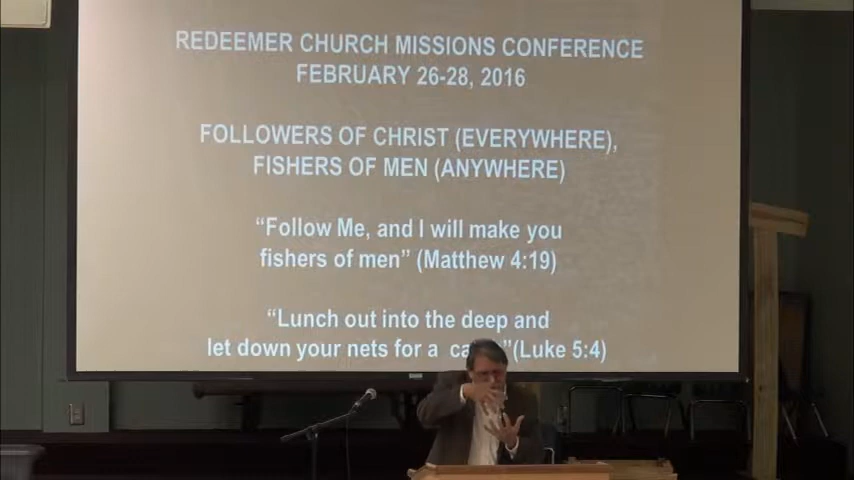 REDEEMER CHURCH MISSIONS CONFERENCE
FEBRUARY 26-28, 2016
FOLLOWERS OF CHRIST (EVERYWHERE),
FISHERS OF MEN (ANYWHERE)
“Follow Me, and I will make you
fishers of men” (Matthew 4:19)
“Lunch out into the deep and
let down your nets for a ”(Luke 5:4)